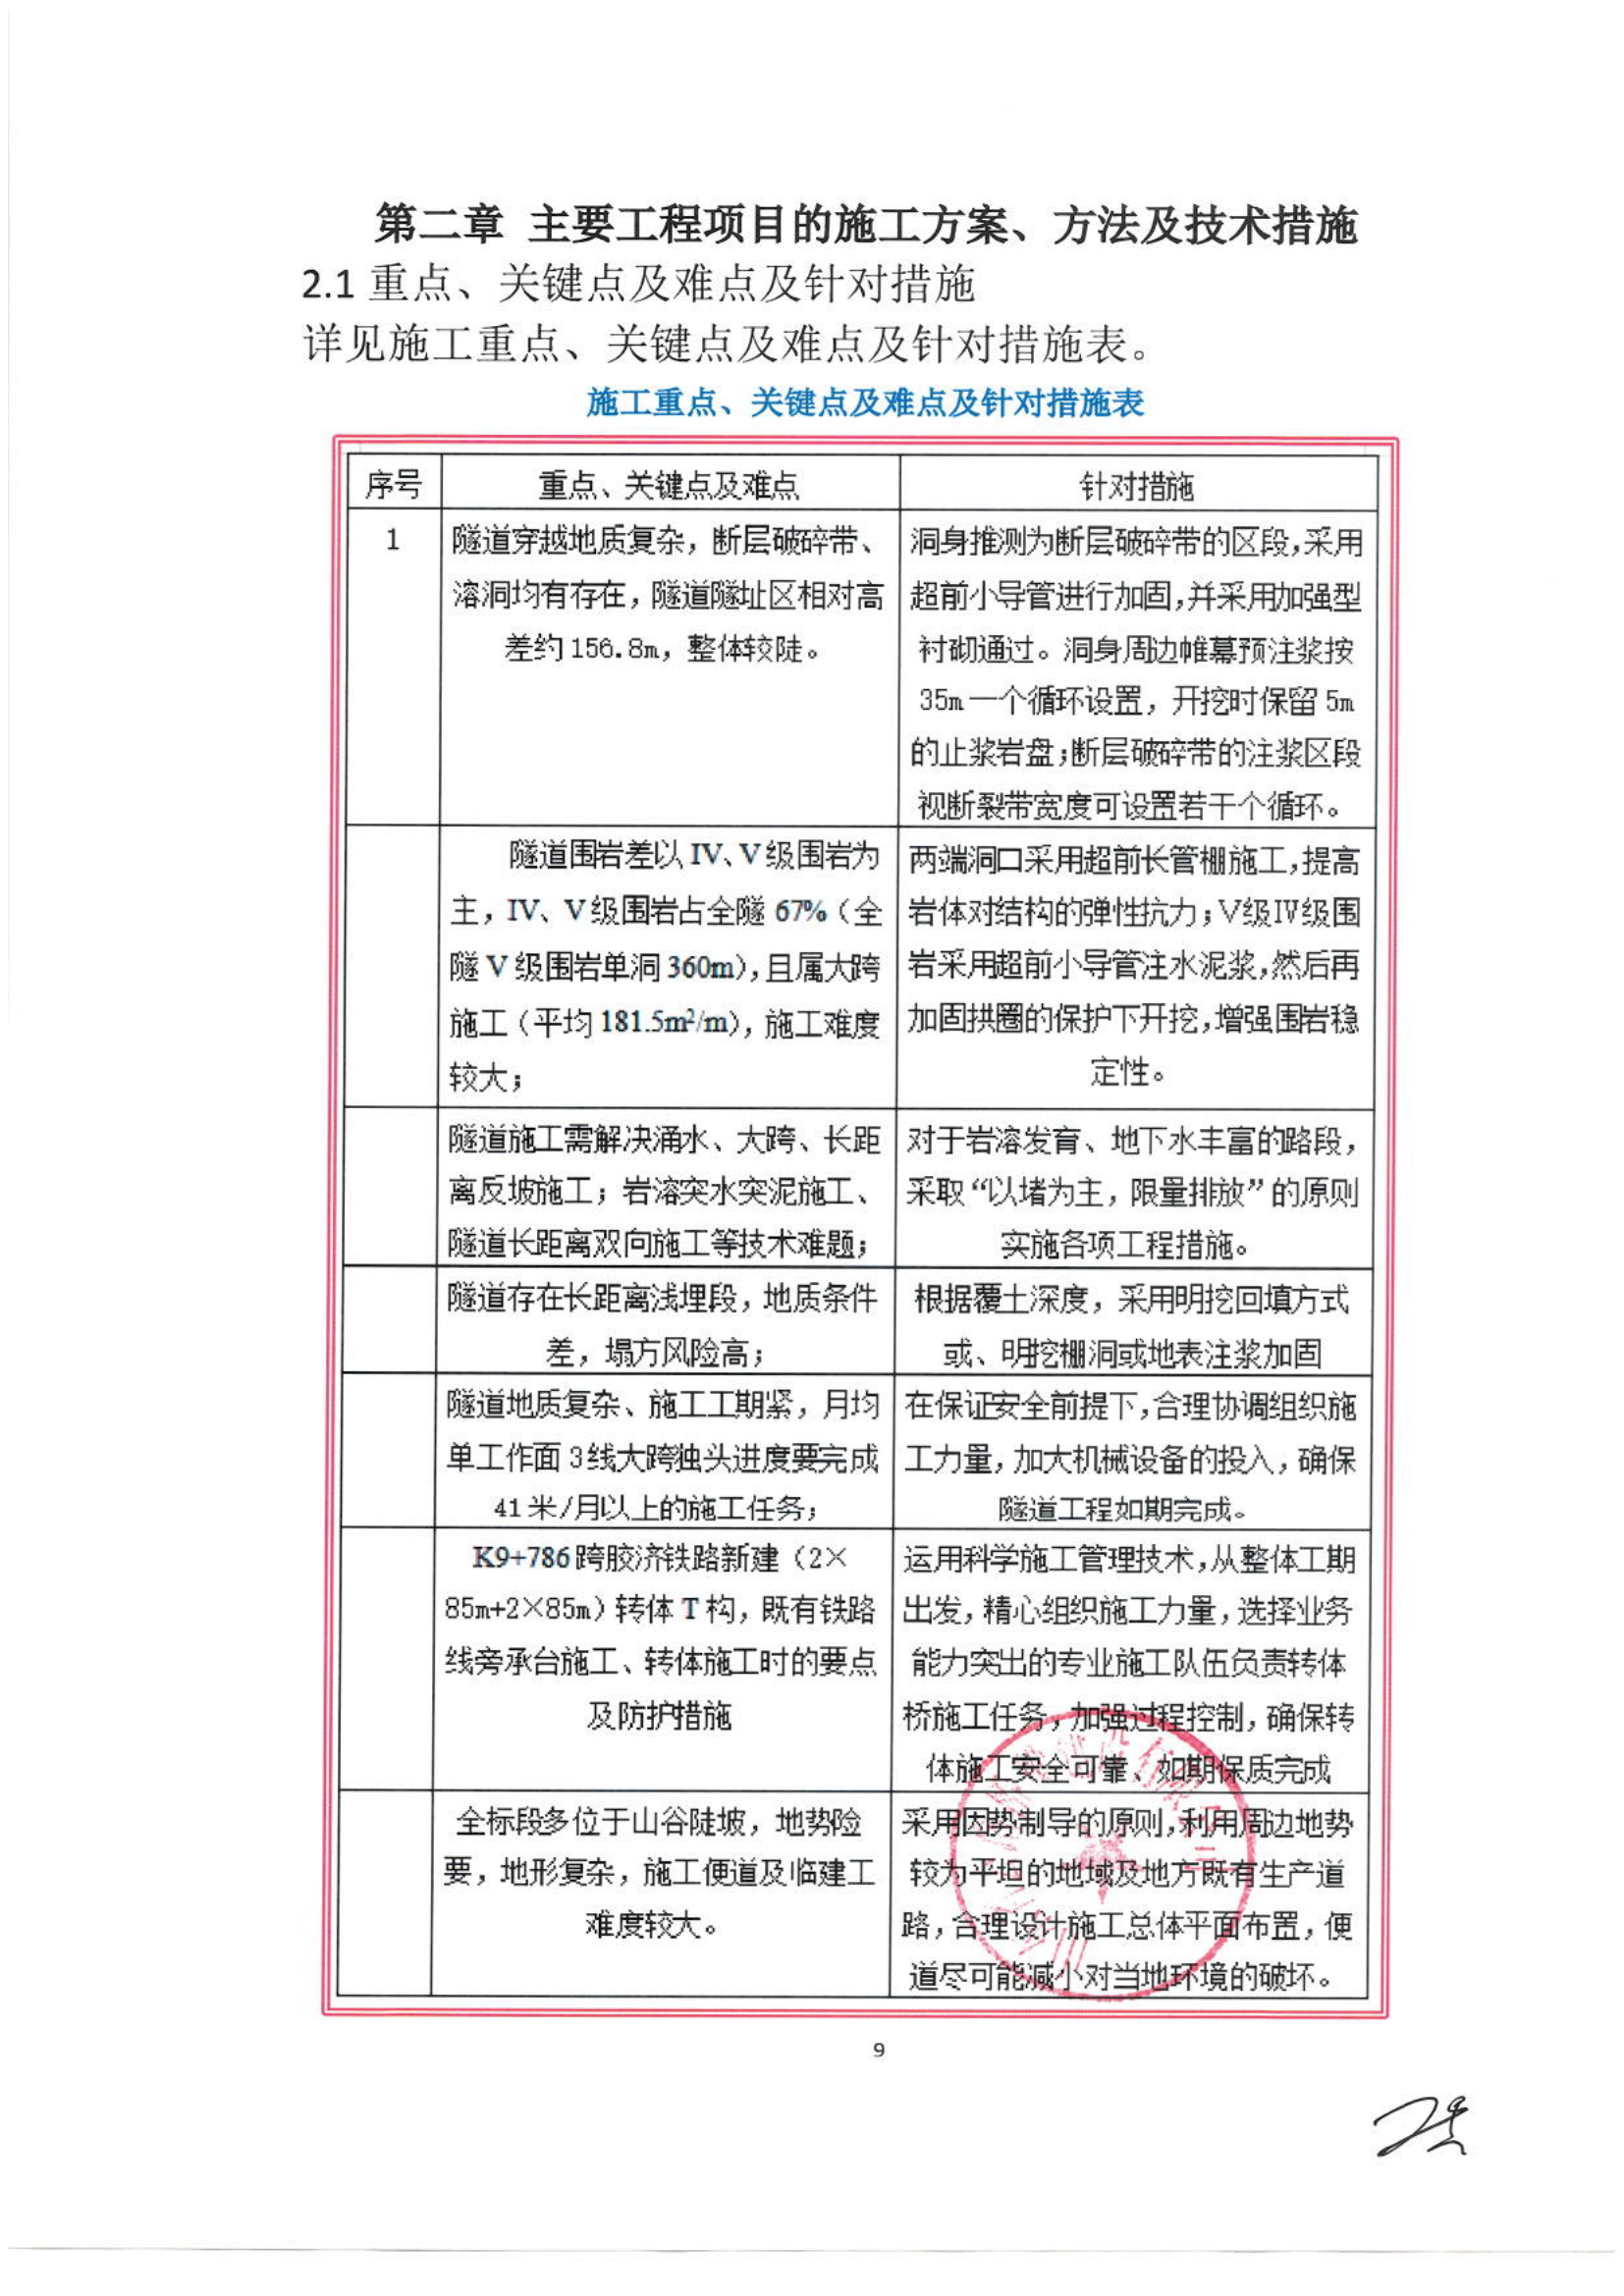 第二章 主要工程项目的施工方案、方法及技术措施
2.1 重点、关键点及难点及针对措施
详见施工重点、关键点及难点及针对措施表。
施工重点、关键点及难点及针对措施表
序号 重点、关键点及难点 针对措施
1
隧道穿越地质复杂，断层破碎带、
溶洞均有存在，隧道隧址区相对高
差约 156.8m，整体较陡。
洞身推测为断层破碎带的区段，采用
超前小导管进行加固，并采用加强型
衬砌通过。洞身周边帷幕预注浆按
35m 一个循环设置，开挖时保留 5m
的止浆岩盘；断层破碎带的注浆区段
视断裂带宽度可设置若干个循环。
隧道围岩差以 IV、V 级围岩为
主，IV、V 级围岩占全隧 67%（全
隧 V 级围岩单洞 360m），且属大跨
施工（平均 181.5m²/m），施工难度
较大；
两端洞口采用超前长管棚施工，提高
岩体对结构的弹性抗力；V级IV级围
岩采用超前小导管注水泥浆，然后再
加固拱圈的保护下开挖，增强围岩稳
定性。
隧道施工需解决涌水、大跨、长距
离反坡施工；岩溶突水突泥施工、
隧道长距离双向施工等技术难题；
对于岩溶发育、地下水丰富的路段，
采取“以堵为主，限量排放”的原则
实施各项工程措施。
隧道存在长距离浅埋段，地质条件
差，塌方风险高；
根据覆土深度，采用明挖回填方式
或、明挖棚洞或地表注浆加固
隧道地质复杂、施工工期紧，月均
单工作面 3线大跨独头进度要完成
41 米/月以上的施工任务；
在保证安全前提下，合理协调组织施
工力量，加大机械设备的投入，确保
隧道工程如期完成。
K9+786 跨胶济铁路新建（2×
85m+2×85m）转体 T 构，既有铁路
线旁承台施工、转体施工时的要点
及防护措施
运用科学施工管理技术，从整体工期
出发，精心组织施工力量，选择业务
能力突出的专业施工队伍负责转体
桥施工任务，加强过程控制，确保转
体施工安全可靠、如期保质完成
全标段多位于山谷陡坡，地势险
要，地形复杂，施工便道及临建工
难度较大。
采用因势制导的原则，利用周边地势
较为平坦的地域及地方既有生产道
路，合理设计施工总体平面布置，便
道尽可能减小对当地环境的破坏。
9